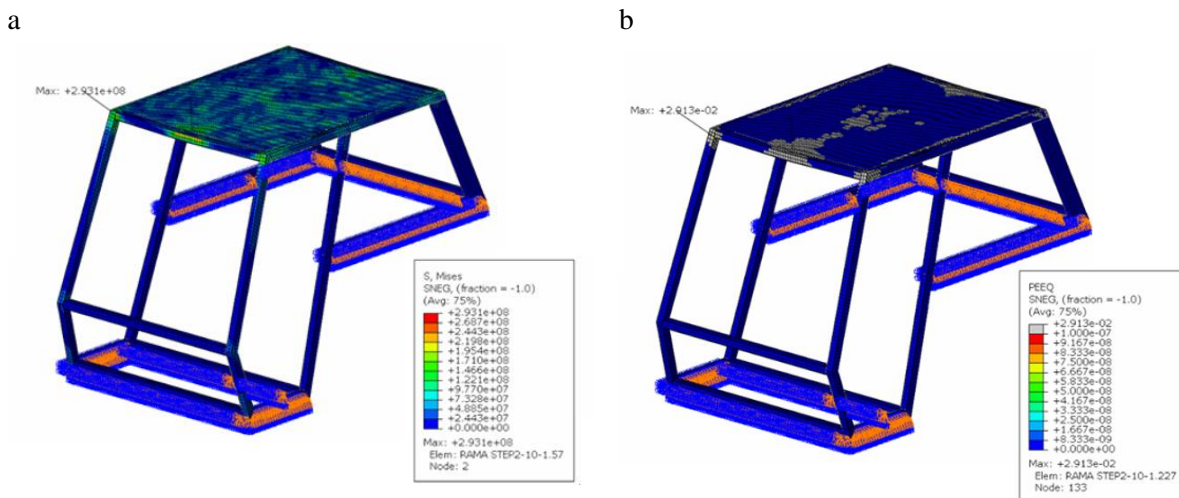 a
b
Max: +2.931e+08
Max: +2.913e-02
S, Mises
SNEG, (fraction = -1.0)
(Avg: 75%)
+2.931e+08
+2.687e+08
+2.443e+08
+2.198e+08
+1.954e+08
+1.710e+08
+1.466e+08
+1.221e+08
+9.770e+07
+7.328e+07
+4.885e+07
+2.443e+07
+0.000e+00
Max: +2.931e+08
Elem: RAMA STEP2-10-1.57
Node: 2
PEEQ
SNEG, (fraction = -1.0)
(Avg: 75%)
+2.913e-02
+1.000e-07
+9.167e-08
+8.333e-08
+7.500e-08
+6.667e-08
+5.833e-08
+5.000e-08
+4.167e-08
+3.333e-08
+2.500e-08
+1.667e-08
+8.333e-09
+0.000e+00
Max: +2.913e-02
Elem: RAMA STEP2-10-1.227
Node: 133